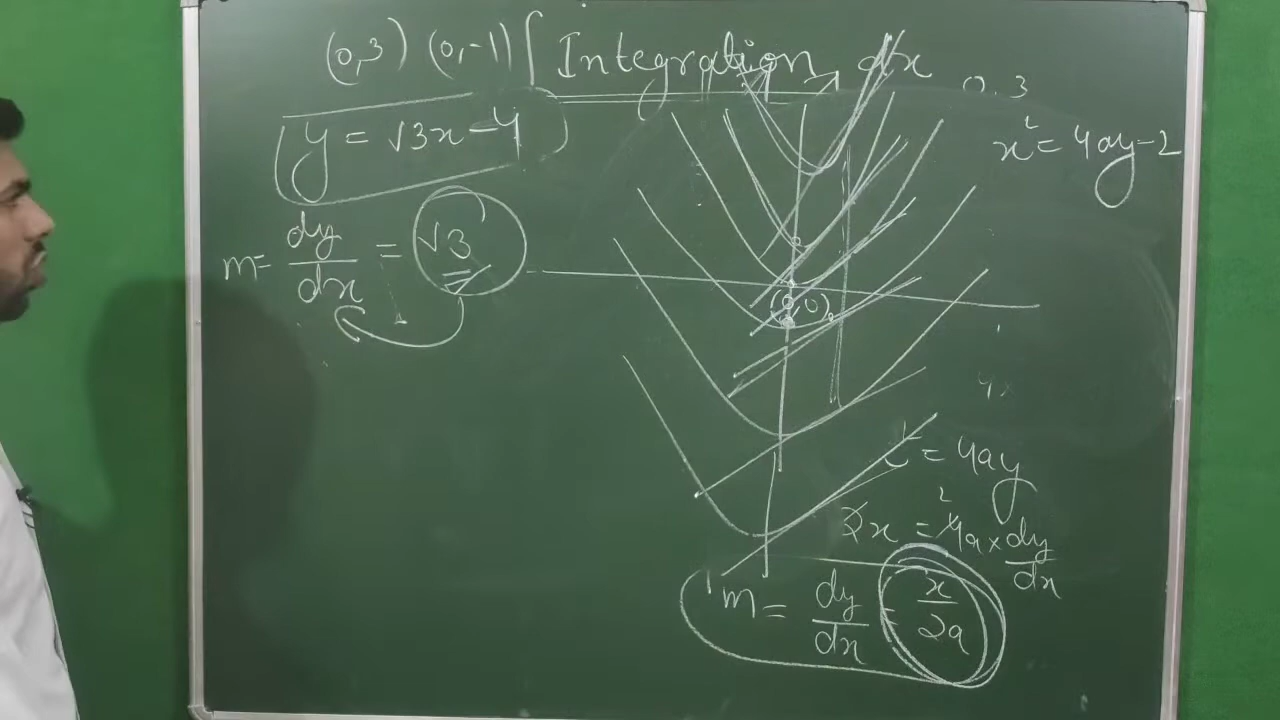 (0,3) (0,-1) ∫ Integration dx
0.3
y = √3x-4
x² = 4ay-2
m = dy/dx = √3
(0,0)
= 4ay
2x = 4a × dy/dx
2
m = dy/dx = x/2a